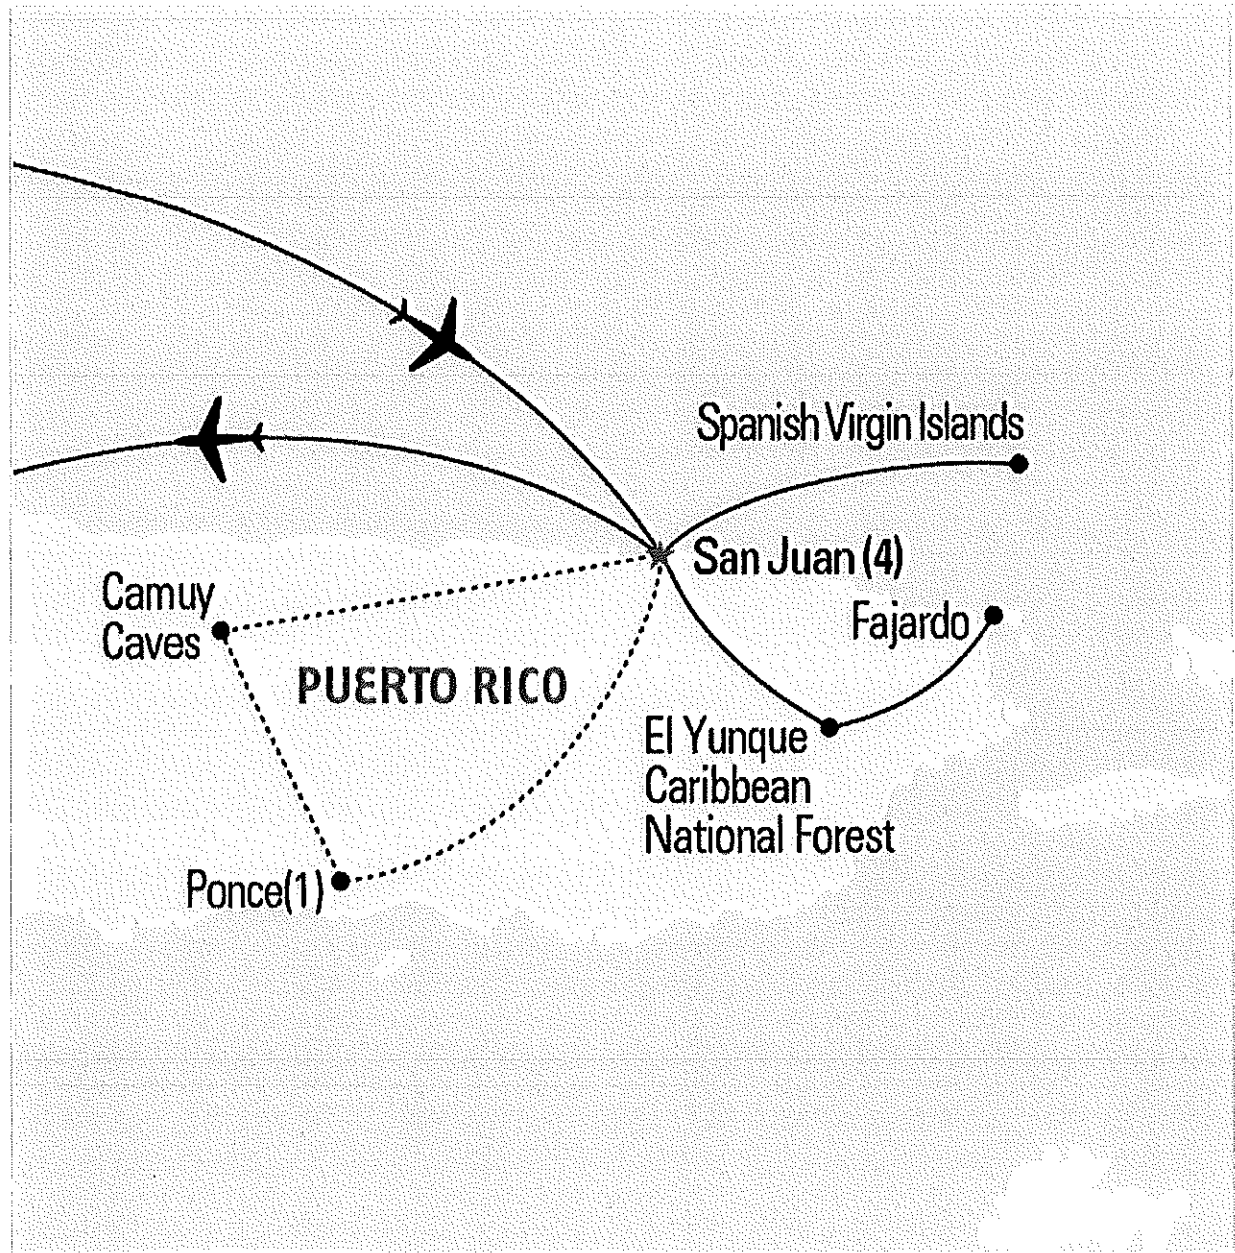 Spanish Virgin Islands
San Juan (4)
Camuy
Caves
Fajardo
PUERTO RICO
El Yunque
Caribbean
National Forest
Ponce(1)